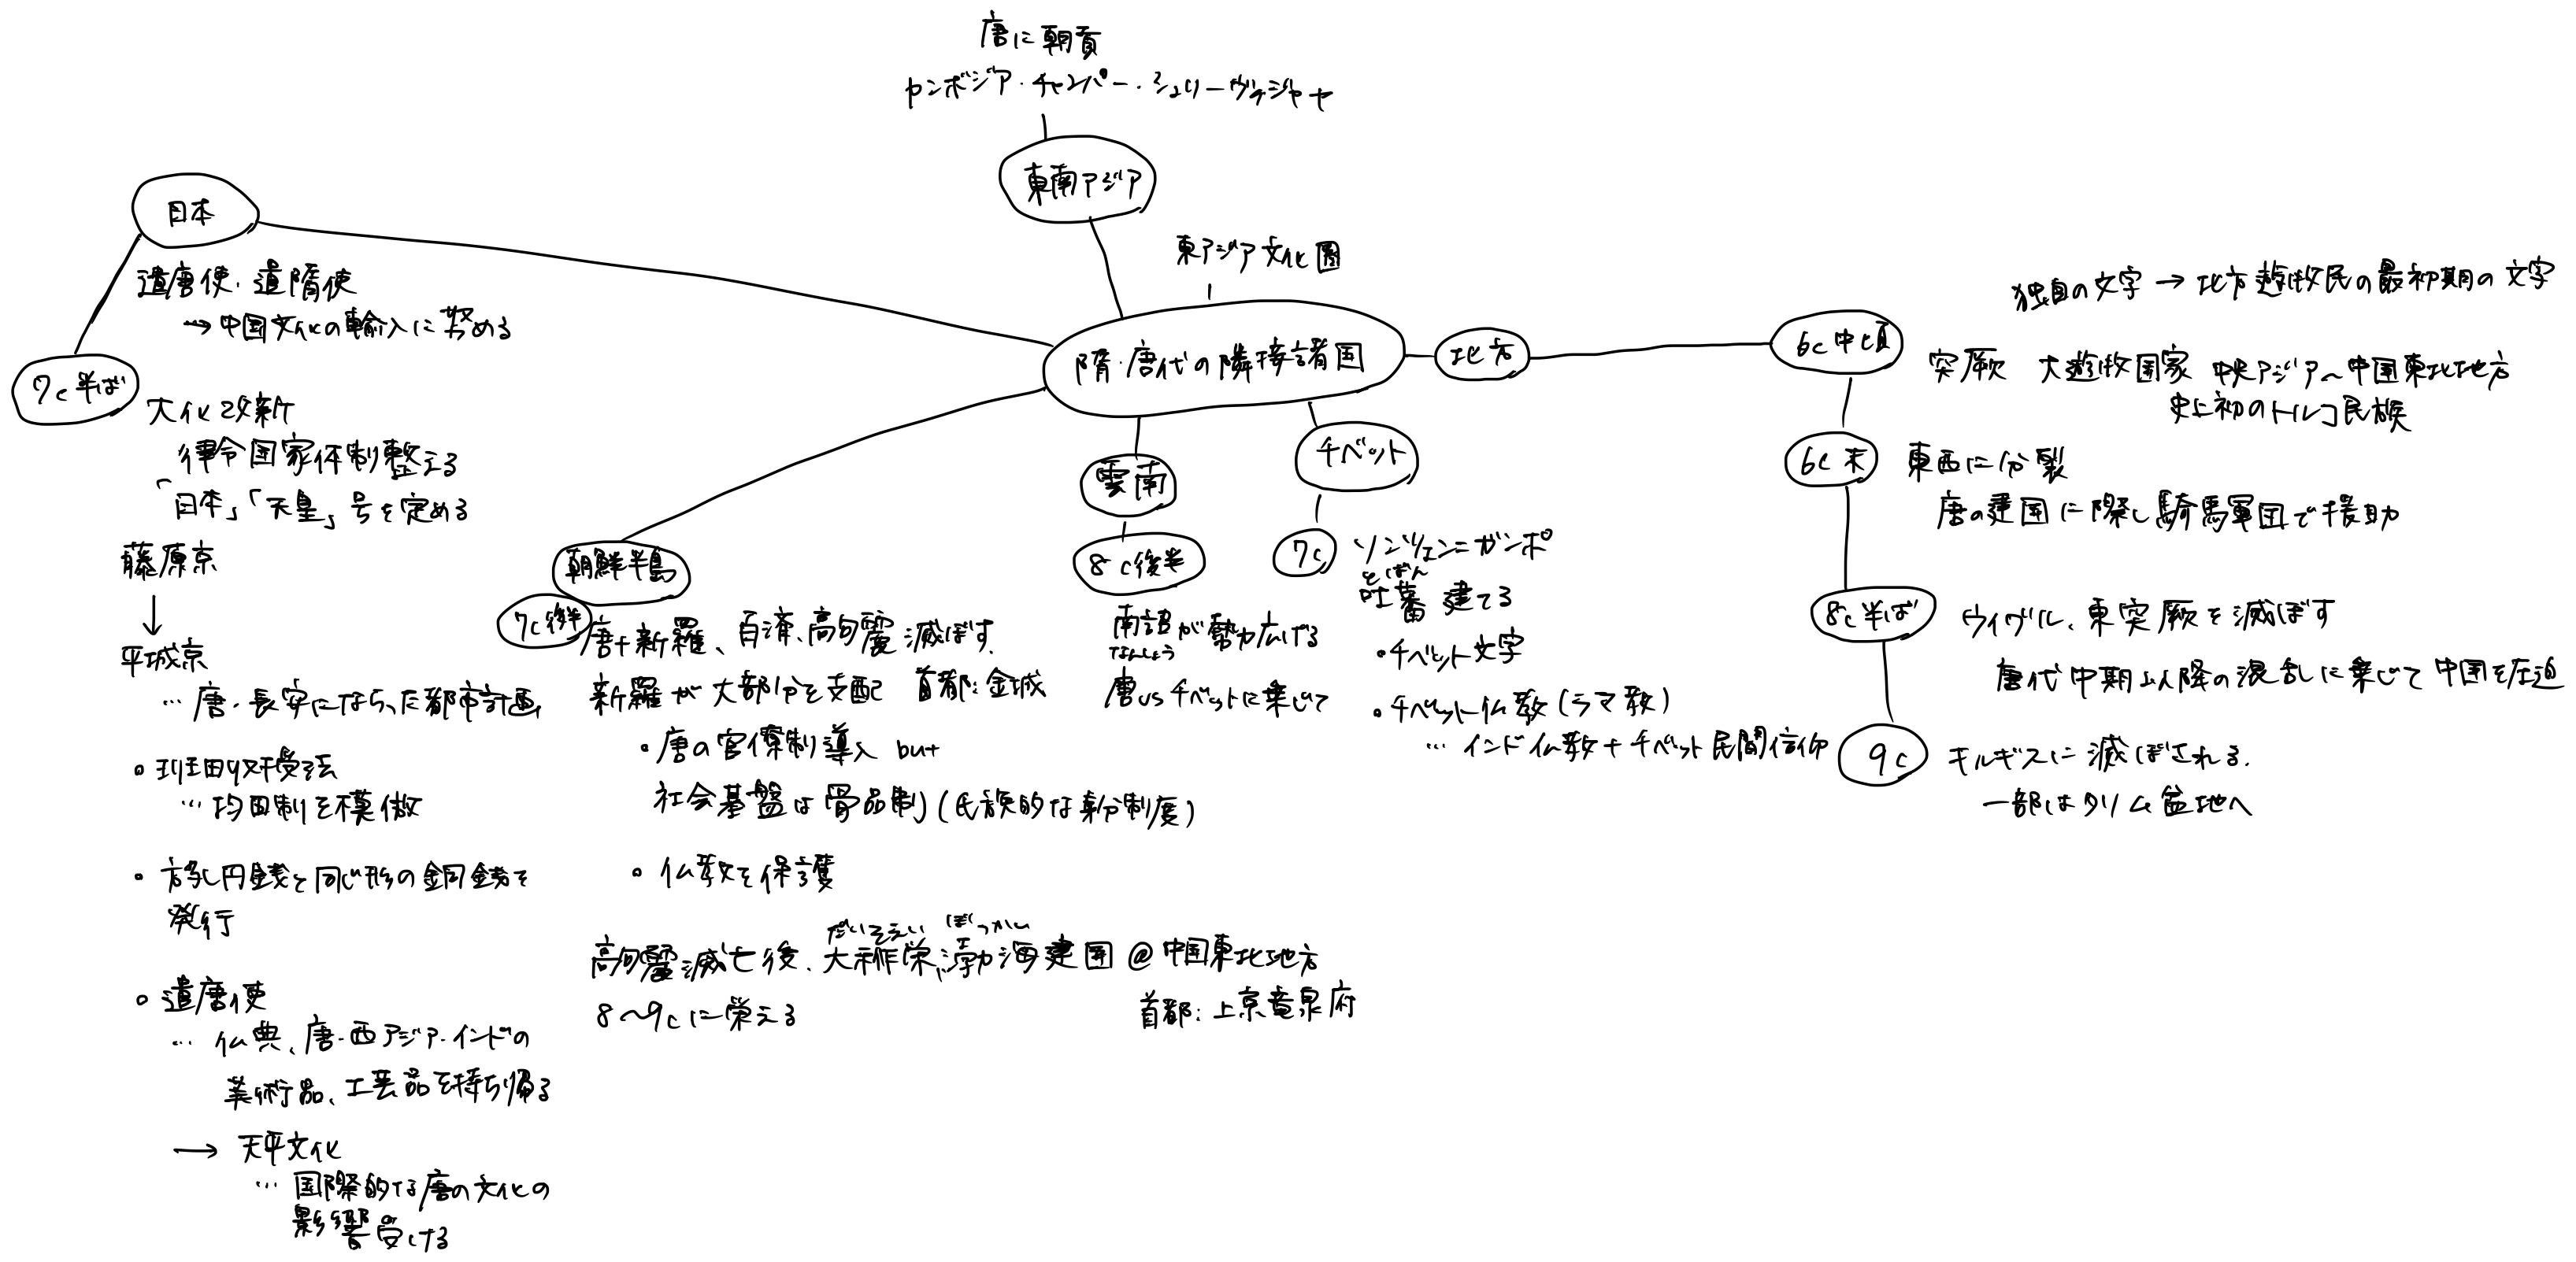 唐に朝貢
カンボジア・チャンパー・シュリーヴィジャヤ
東南アジア
東アジア文化圏
隋・唐代の隣接諸国
日本
遣唐使・遣隋使
→中国文化の輸入に努める
7c半ば
大化改新
律令国家体制整える
「日本」「天皇」号を定める
藤原京
↓
平城京
… 唐・長安にならった都市計画
・班田収授法
… 均田制を模倣
・方孔円銭と同じ形の銅銭を
発行
・遣唐使
… 仏典、唐・西アジア・インドの
美術品、工芸品を持ち帰る
→ 天平文化
… 国際的な唐の文化の
影響受ける
朝鮮半島
7c後半
唐+新羅、百済、高句麗滅ぼす.
新羅が大部分を支配 首都:金城
・唐の官僚制導入 but
社会基盤は骨品制(氏族的な身分制度)
・仏教を保護
だいそえい ぼっかい
高句麗滅亡後、大祚栄、渤海建国 @中国東北地方
8〜9cに栄える
首都:上京竜泉府
雲南
8c後半
南詔が勢力広げる
なんしょう
唐vsチベットに乗じて
チベット
7c
ソンツェン=ガンポ
とばん
吐蕃 建てる
・チベット文字
・チベット仏教(ラマ教)
… インド仏教+チベット民間信仰
北方
独自の文字→北方遊牧民の最初期の文字
6c中頃
突厥 大遊牧国家 中央アジア〜中国東北地方
史上初のトルコ民族
6c末
東西に分裂
唐の建国に際し騎馬軍団で援助
8c半ば
ウイグル、東突厥を滅ぼす
唐代中期以降の混乱に乗じて中国を圧迫
9c
キルギスに滅ぼされる.
一部はタリム盆地へ